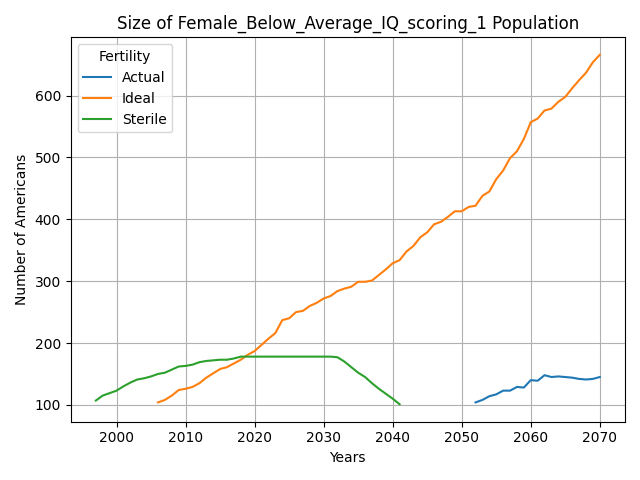 Size of Female_Below_Average_IQ_scoring_1 Population
Fertility
Actual
Ideal
Sterile
Number of Americans
600
500
400
300
200
100
2000 2010 2020 2030 2040 2050 2060 2070
Years